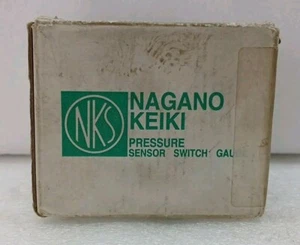 NKS
NAGANO
KEIKI
PRESSURE
SENSOR SWITCH GAU